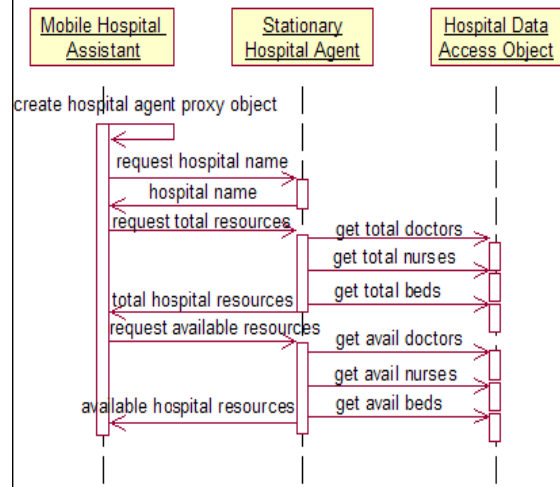 Mobile Hospital
Assistant
Stationary
Hospital Agent
Hospital Data
Access Object
create hospital agent proxy object
request hospital name
hospital name
request total resources
get total doctors
get total nurses
get total beds
total hospital resources
request available resources
get avail doctors
get avail nurses
get avail beds
available hospital resources